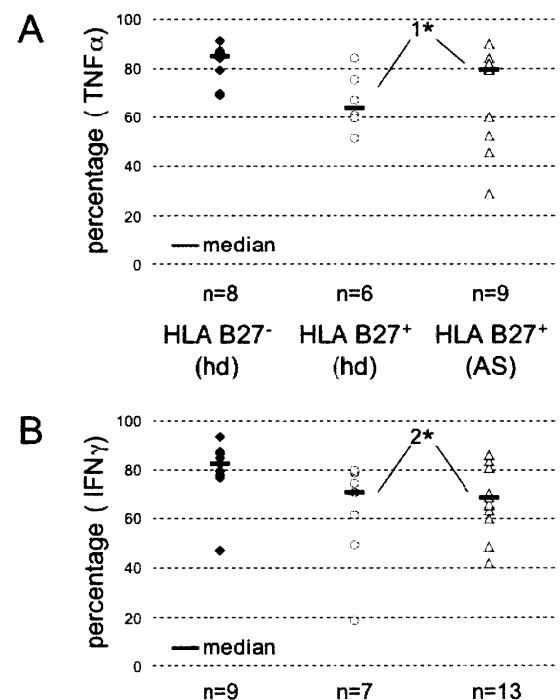 A
percentage ( TNFα)
100
80
60
40
20
0
1*
median
n=8 n=6 n=9
HLA B27⁻ HLA B27⁺ HLA B27⁺
(hd) (hd) (AS)
B
percentage ( IFNγ)
100
80
60
40
20
0
2*
median
n=9 n=7 n=13